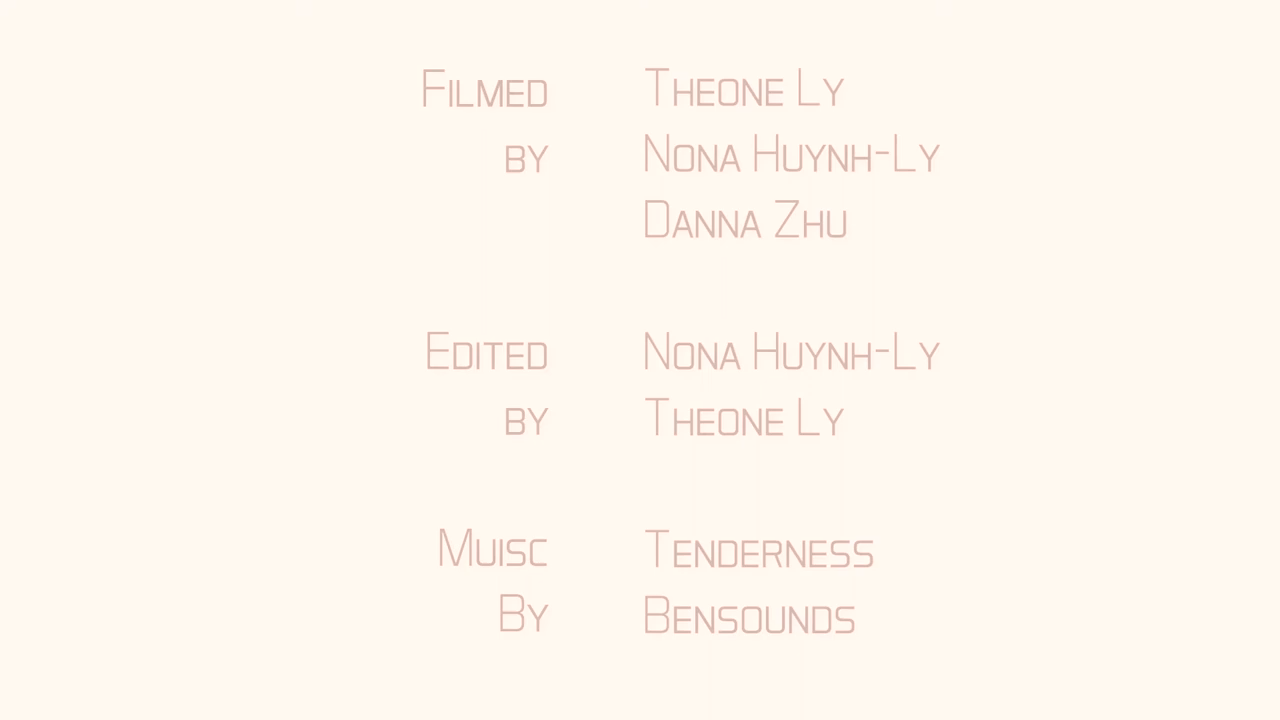 Filmed Theone Ly
by Nona Huynh-Ly
Danna Zhu
Edited Nona Huynh-Ly
by Theone Ly
Muisc Tenderness
By Bensounds